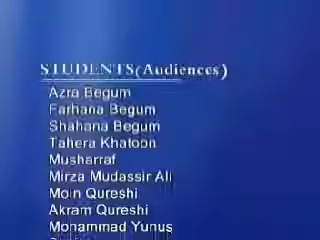 STUDENTS(Audiences)
Azra Begum
Farhana Begum
Shahana Begum
Tahera Khatoon
Musharraf
Mirza Mudassir Ali
Moin Qureshi
Akram Qureshi
Mohammad Yunus